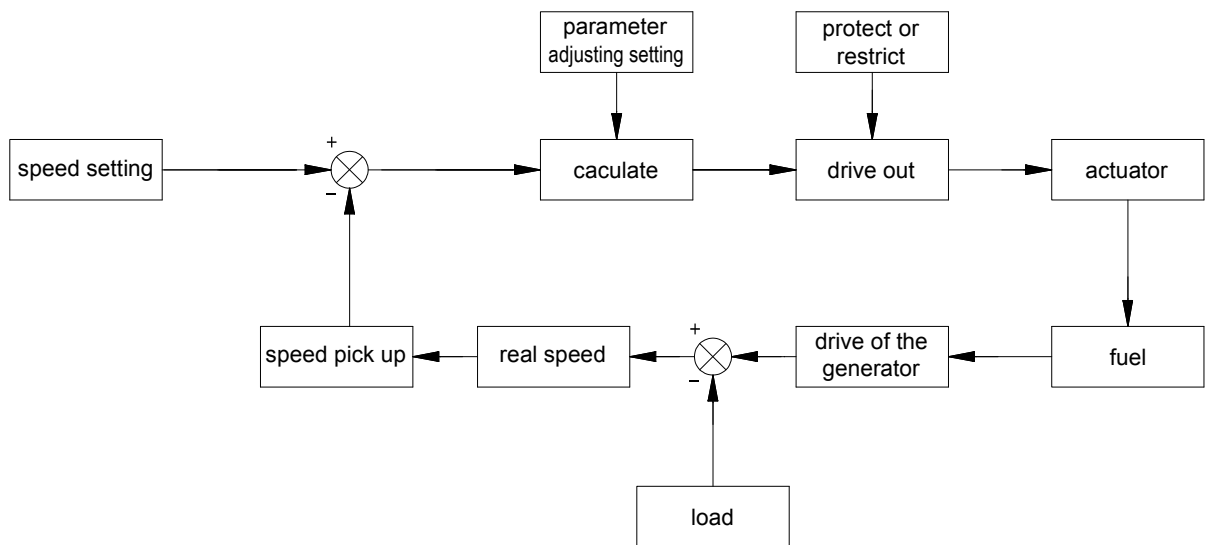 parameter
adjusting setting
protect or
restrict
+
speed setting
caculate
drive out
actuator
−
+
speed pick up
real speed
drive of the
generator
fuel
−
load